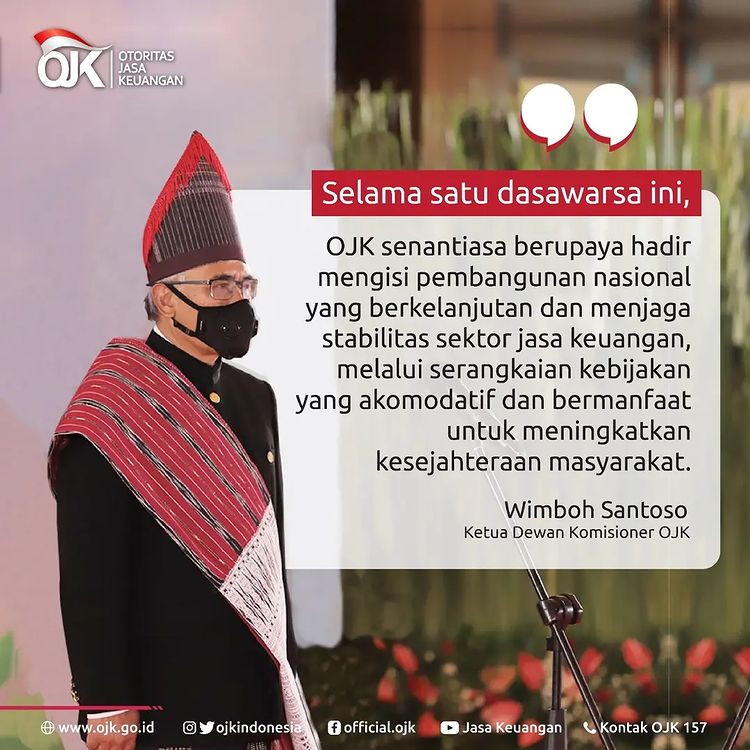 OJK
OTORITAS
JASA
KEUANGAN
Selama satu dasawarsa ini,
OJK senantiasa berupaya hadir
mengisi pembangunan nasional
yang berkelanjutan dan menjaga
stabilitas sektor jasa keuangan,
melalui serangkaian kebijakan
yang akomodatif dan bermanfaat
untuk meningkatkan
kesejahteraan masyarakat.
Wimboh Santoso
Ketua Dewan Komisioner OJK
www.ojk.go.id ojkindonesia official.ojk Jasa Keuangan Kontak OJK 157